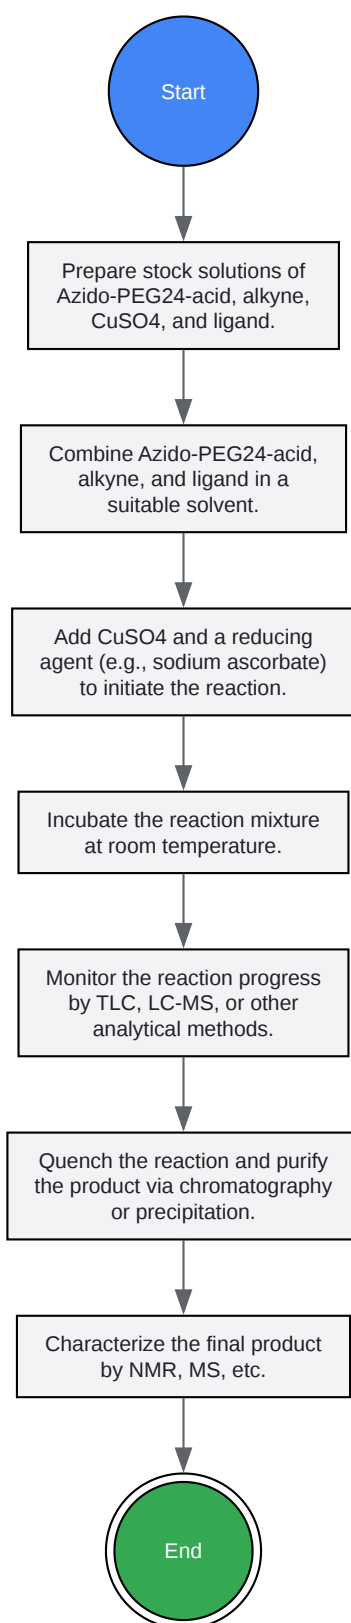 Start
Prepare stock solutions of
Azido-PEG24-acid, alkyne,
CuSO4, and ligand.
Combine Azido-PEG24-acid,
alkyne, and ligand in a
suitable solvent.
Add CuSO4 and a reducing
agent (e.g., sodium ascorbate)
to initiate the reaction.
Incubate the reaction mixture
at room temperature.
Monitor the reaction progress
by TLC, LC-MS, or other
analytical methods.
Quench the reaction and purify
the product via chromatography
or precipitation.
Characterize the final product
by NMR, MS, etc.
End